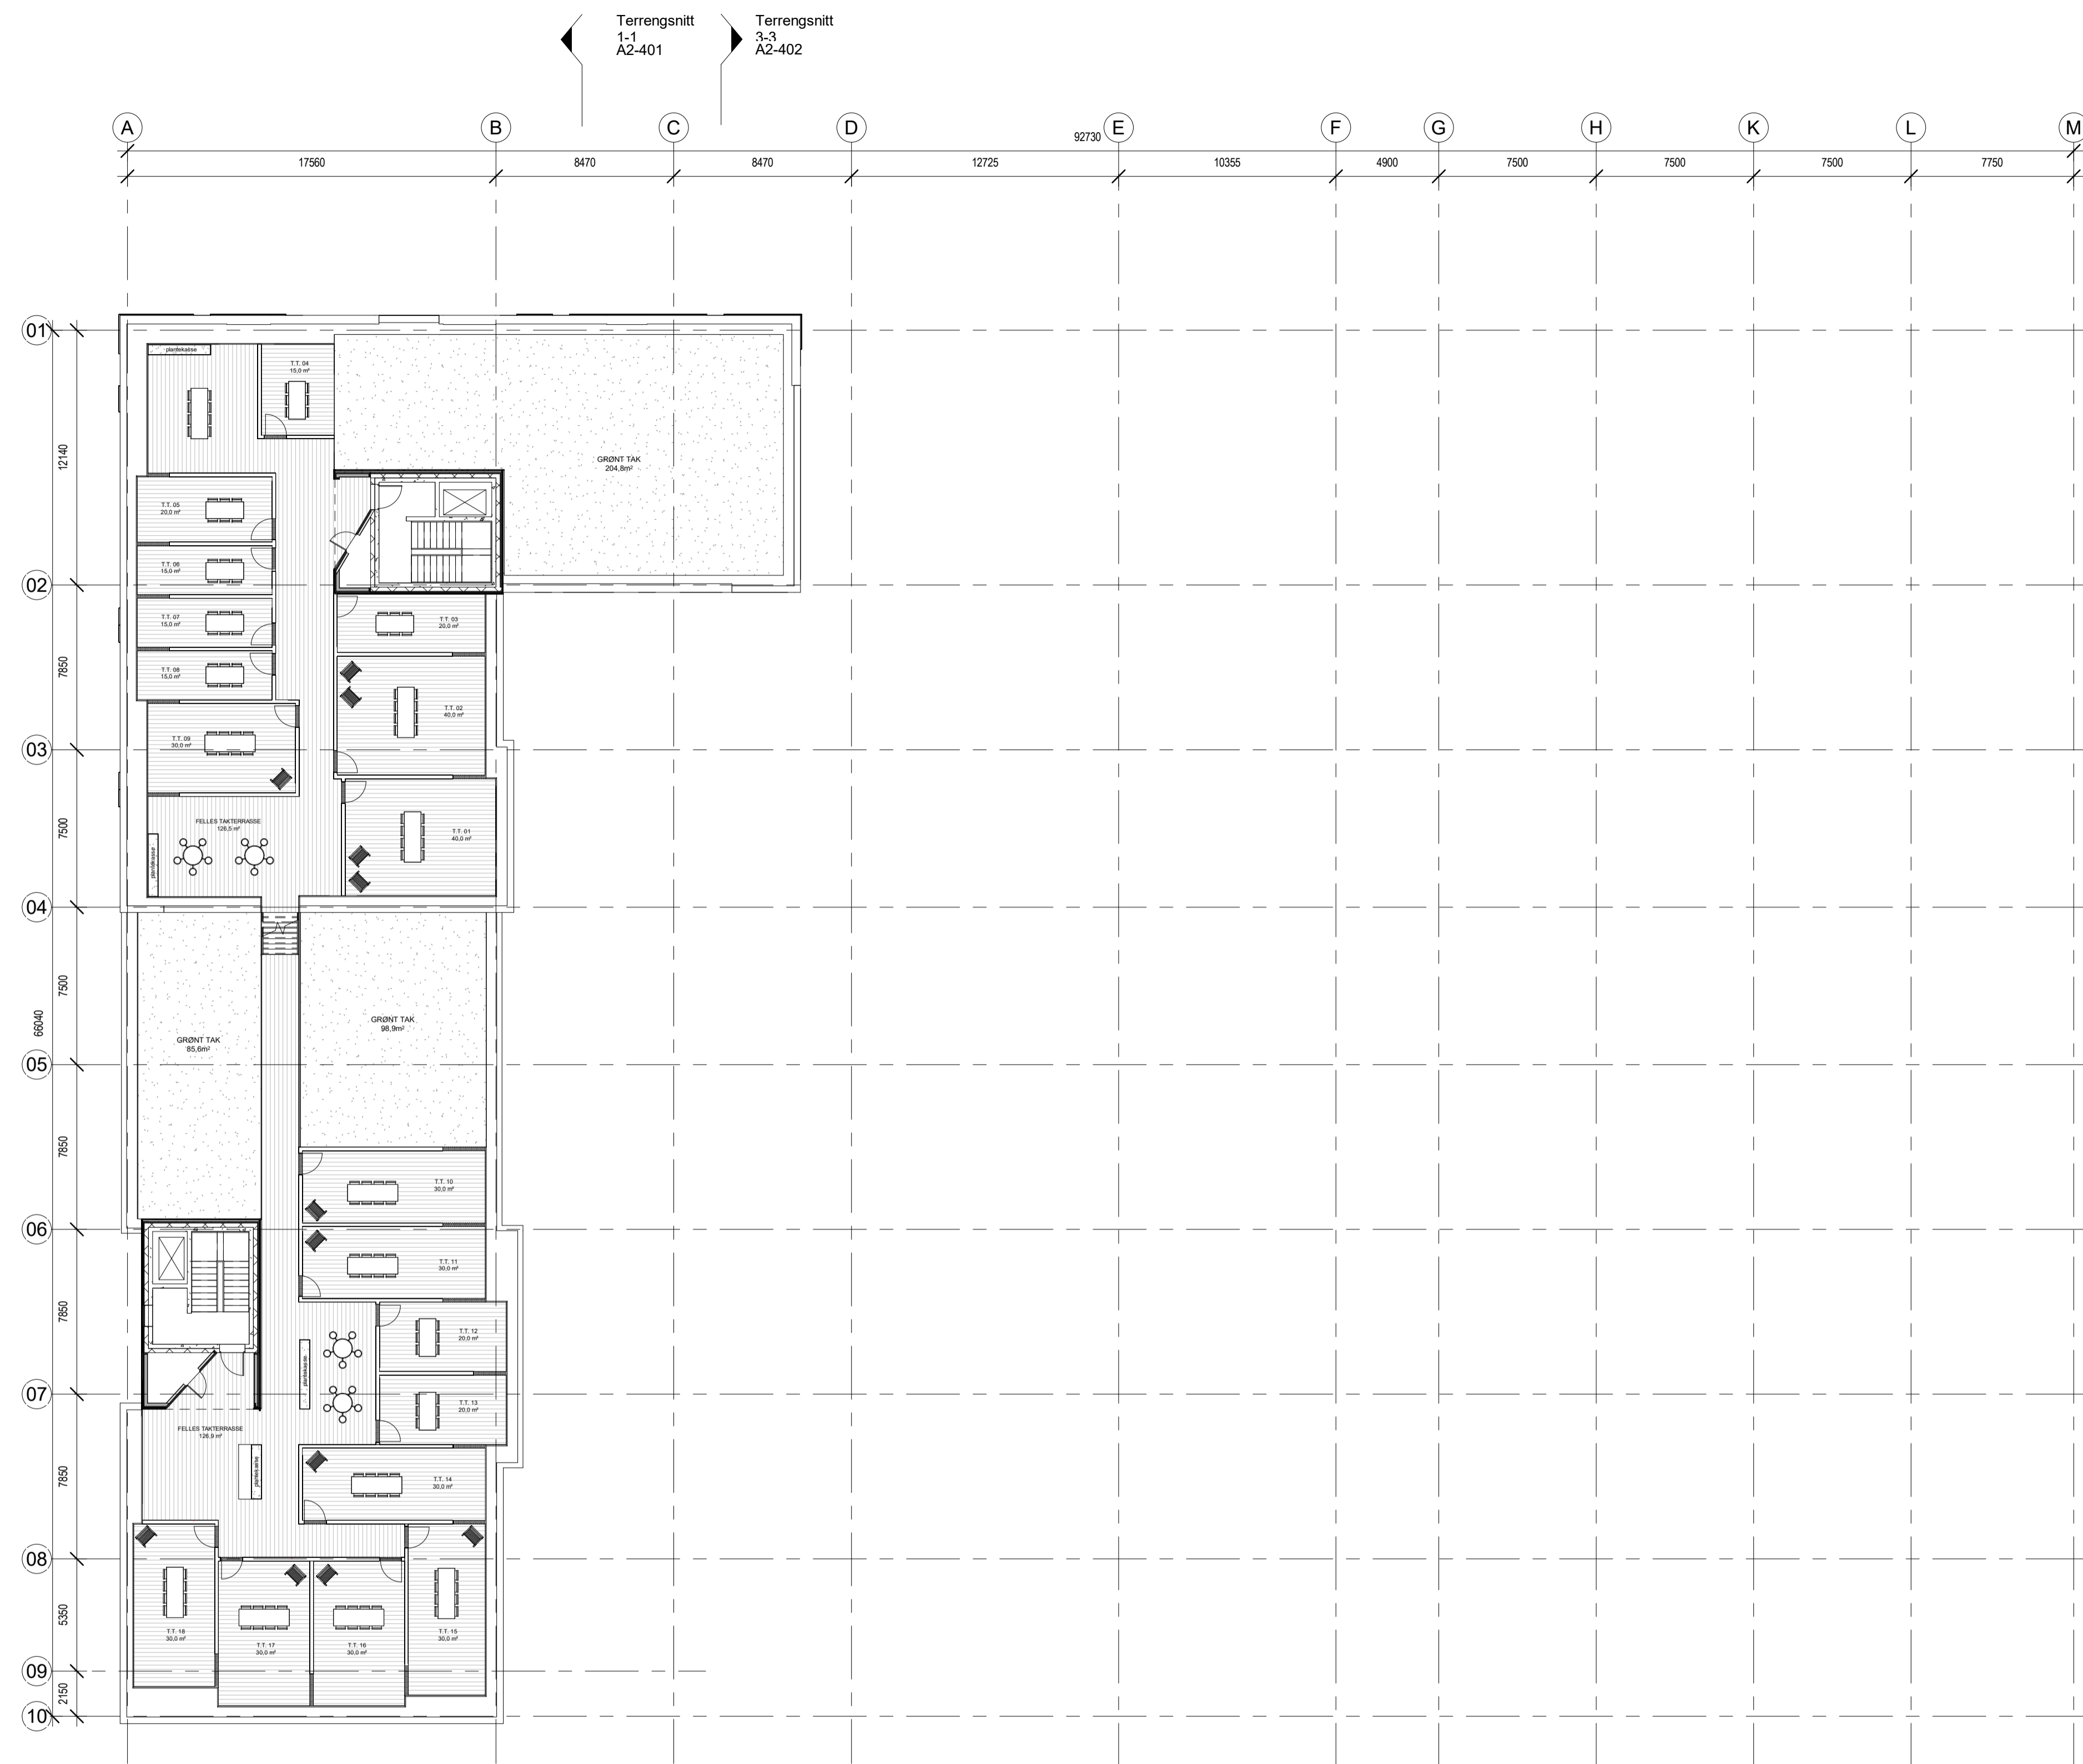 Terrengsnitt
1-1
A2-401
Terrengsnitt
3-3
A2-402
A
B
C
D
E
F
G
H
K
L
M
92730
17560
8470
8470
12725
10355
4900
7500
7500
7500
7750
01
02
03
04
05
06
07
08
09
10
12140
7850
7500
7500
66040
7850
7850
7850
5350
2150
plantekasse
T.T. 04
15,0 m²
GRØNT TAK
204,8m²
T.T. 05
20,0 m²
T.T. 06
15,0 m²
T.T. 07
15,0 m²
T.T. 08
15,0 m²
T.T. 03
20,0 m²
T.T. 02
40,0 m²
T.T. 09
30,0 m²
FELLES TAKTERRASSE
126,5 m²
plantekasse
T.T. 01
40,0 m²
GRØNT TAK
85,6m²
GRØNT TAK
98,9m²
T.T. 10
30,0 m²
T.T. 11
30,0 m²
T.T. 12
20,0 m²
plantekasse
T.T. 13
20,0 m²
FELLES TAKTERRASSE
126,9 m²
plantekasse
T.T. 14
30,0 m²
T.T. 18
30,0 m²
T.T. 17
30,0 m²
T.T. 16
30,0 m²
T.T. 15
30,0 m²